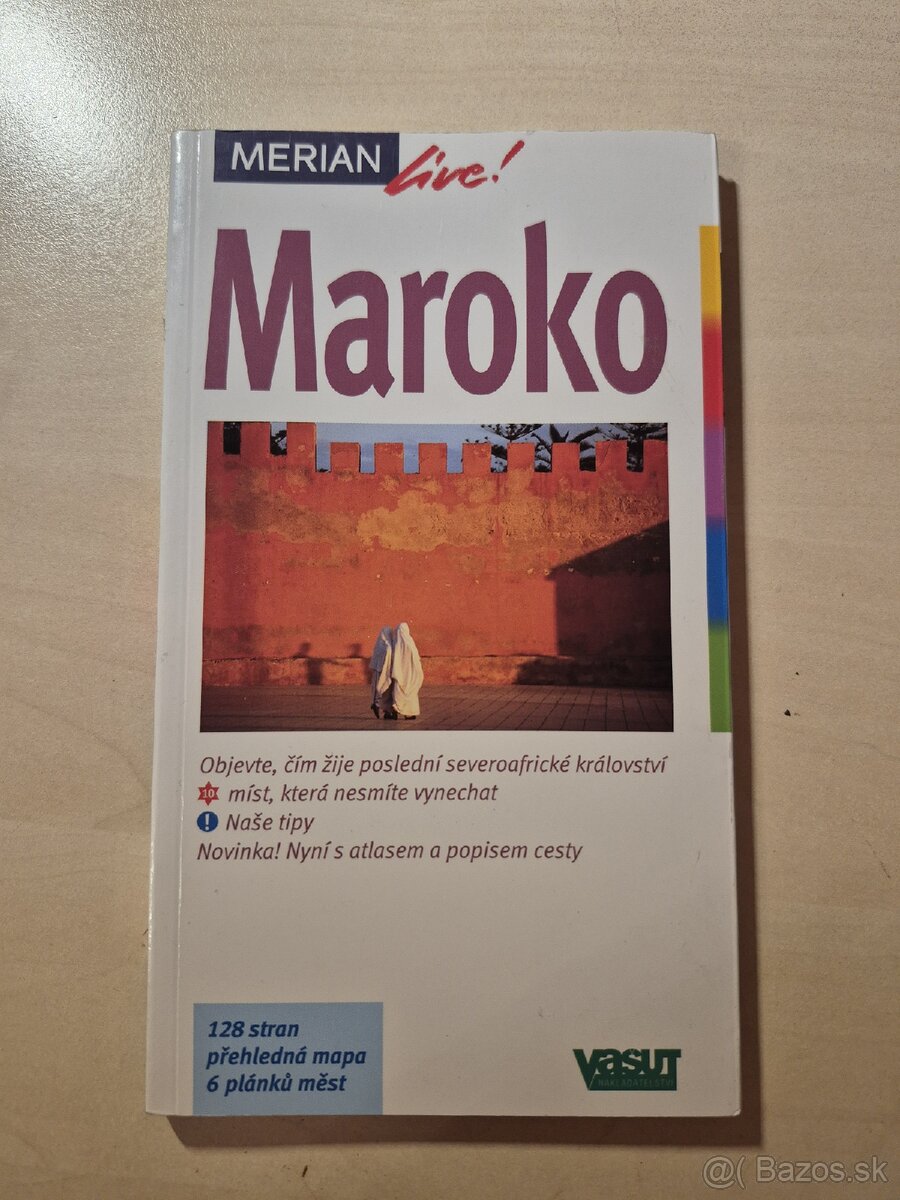 MERIAN live!
Maroko
Objevte, čím žije poslední severoafrické království
10 míst, která nesmíte vynechat
! Naše tipy
Novinka! Nyní s atlasem a popisem cesty
128 stran
přehledná mapa
6 plánků měst
vasut
NAKLADATELSTVÍ
@( Bazos.sk